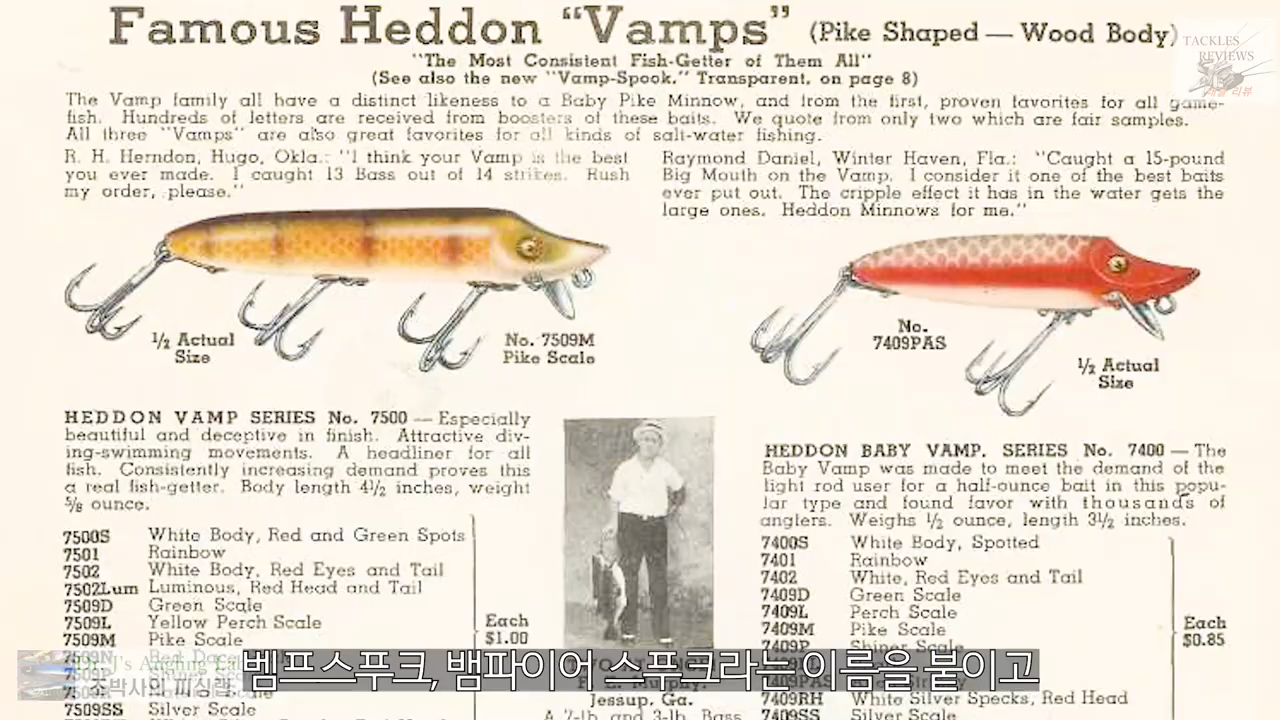 Famous Heddon "Vamps" (Pike Shaped — Wood Body)
TACKLES
REVIEWS
"The Most Consistent Fish-Getter of Them All"
(See also the new "Vamp-Spook," Transparent, on page 8)
The Vamp family all have a distinct likeness to a Baby Pike Minnow, and from the first, proven favorites for all game-
fish. Hundreds of letters are received from boosters of these baits. We quote from only two which are fair samples.
All three "Vamps" are also great favorites for all kinds of salt-water fishing.
R. H. Herndon, Hugo, Okla.: "I think your Vamp is the best
you ever made. I caught 13 Bass out of 14 strikes. Rush
my order, please."
Raymond Daniel, Winter Haven, Fla.: "Caught a 15-pound
Big Mouth on the Vamp. I consider it one of the best baits
ever put out. The cripple effect it has in the water gets the
large ones. Heddon Minnows for me."
½ Actual
Size
No. 7509M
Pike Scale
No.
7409PAS
½ Actual
Size
HEDDON VAMP SERIES No. 7500 — Especially
beautiful and deceptive in finish. Attractive div-
ing-swimming movements. A headliner for all
fish. Consistently increasing demand proves this
a real fish-getter. Body length 4½ inches, weight
⅝ ounce.
7500S White Body, Red and Green Spots
7501 Rainbow
7502 White Body, Red Eyes and Tail
7502Lum Luminous, Red Head and Tail
7509D Green Scale
7509L Yellow Perch Scale
7509M Pike Scale
7509SS Silver Scale
Each
$1.00
Jessup, Ga.
A 7-lb. and 3-lb. Bass
HEDDON BABY VAMP. SERIES No. 7400 — The
Baby Vamp was made to meet the demand of the
light rod user for a half-ounce bait in this popu-
lar type and found favor with thousands of
anglers. Weighs ½ ounce, length 3½ inches.
7400S White Body, Spotted
7401 Rainbow
7402 White, Red Eyes and Tail
7409D Green Scale
7409L Perch Scale
7409M Pike Scale
7409P Shiner Scale
7409RH White Silver Specks, Red Head
7409SS Silver Scale
Each
$0.85
벰프스푸크, 뱀파이어 스푸크라는 이름을 붙이고